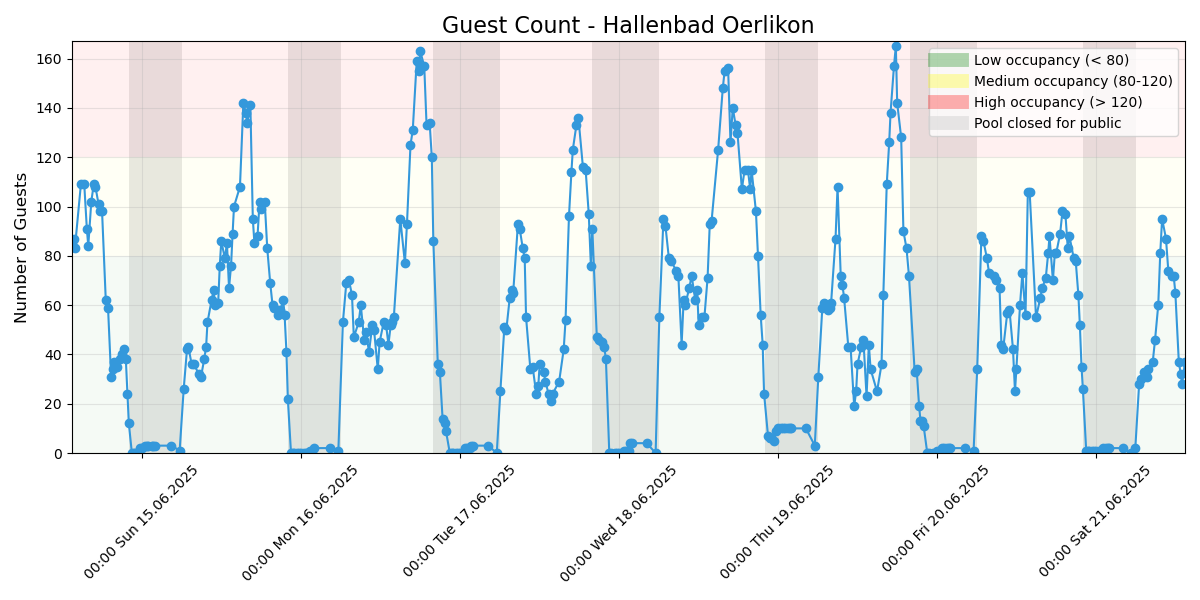 Guest Count - Hallenbad Oerlikon
Number of Guests
160
140
120
100
80
60
40
20
0
Low occupancy (< 80)
Medium occupancy (80-120)
High occupancy (> 120)
Pool closed for public
00:00 Sun 15.06.2025
00:00 Mon 16.06.2025
00:00 Tue 17.06.2025
00:00 Wed 18.06.2025
00:00 Thu 19.06.2025
00:00 Fri 20.06.2025
00:00 Sat 21.06.2025